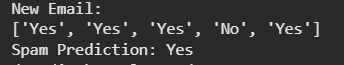 New Email:
['Yes', 'Yes', 'Yes', 'No', 'Yes']
Spam Prediction: Yes